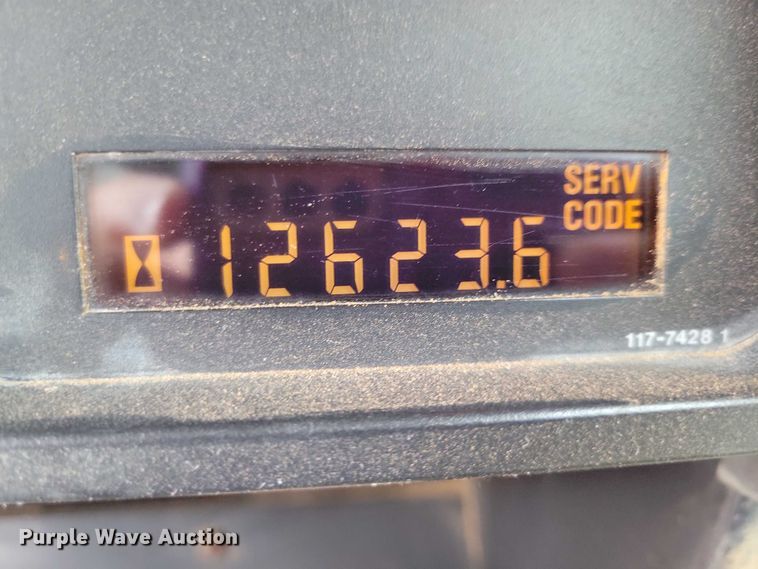 SERV
CODE
12623.6
117-7428 1
Purple Wave Auction